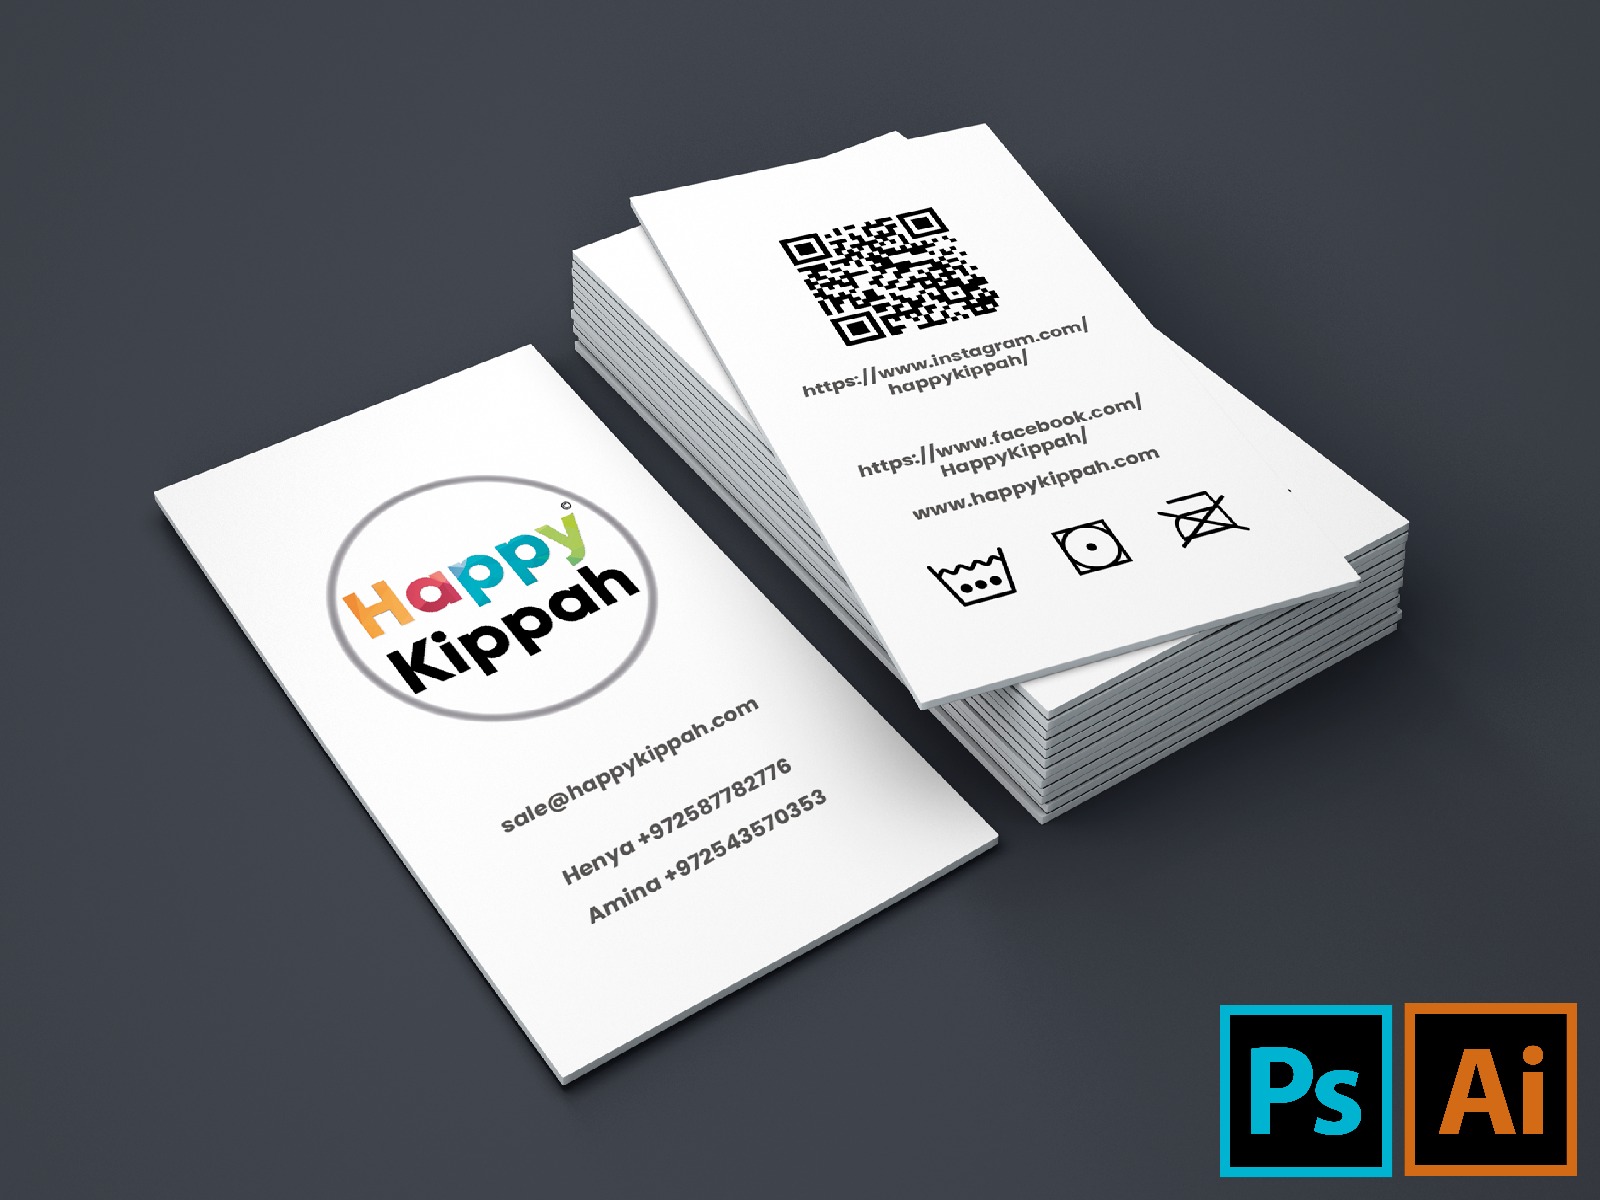 Happy©
Kippah
sale@happykippah.com
Henya +972587782776
Amina +972543570353
https://www.instagram.com/
happykippah/
https://www.facebook.com/
HappyKippah/
www.happykippah.com
Ps
Ai